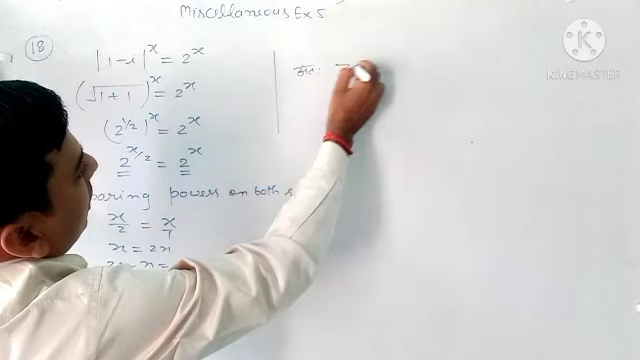 Miscellaneous Ex 5
18
|1-i|^x = 2^x
(√1+1)^x = 2^x
(2^1/2)^x = 2^x
2^x/2 = 2^x
paring powers on both s
x/2 = x/1
x = 2x
अतः
KINEMASTER